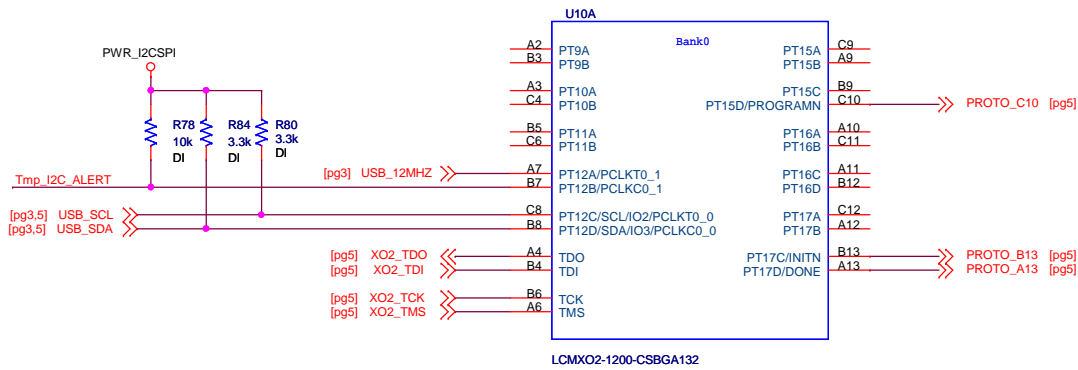 U10A
Bank0
PWR_I2CSPI
A2 PT9A PT15A C9
B3 PT9B PT15B A9
A3 PT10A PT15C B9
C4 PT10B PT15D/PROGRAMN C10 PROTO_C10 [pg5]
R78 R84 R80
10k 3.3k 3.3k
DI DI DI
B5 PT11A PT16A A10
C6 PT11B PT16B C11
[pg3] USB_12MHZ A7 PT12A/PCLKT0_1 PT16C A11
Tmp_I2C_ALERT B7 PT12B/PCLKC0_1 PT16D B12
[pg3,5] USB_SCL C8 PT12C/SCL/IO2/PCLKT0_0 PT17A C12
[pg3,5] USB_SDA B8 PT12D/SDA/IO3/PCLKC0_0 PT17B A12
[pg5] XO2_TDO A4 TDO PT17C/INITN B13 PROTO_B13 [pg5]
[pg5] XO2_TDI B4 TDI PT17D/DONE A13 PROTO_A13 [pg5]
[pg5] XO2_TCK B6 TCK
[pg5] XO2_TMS A6 TMS
LCMXO2-1200-CSBGA132